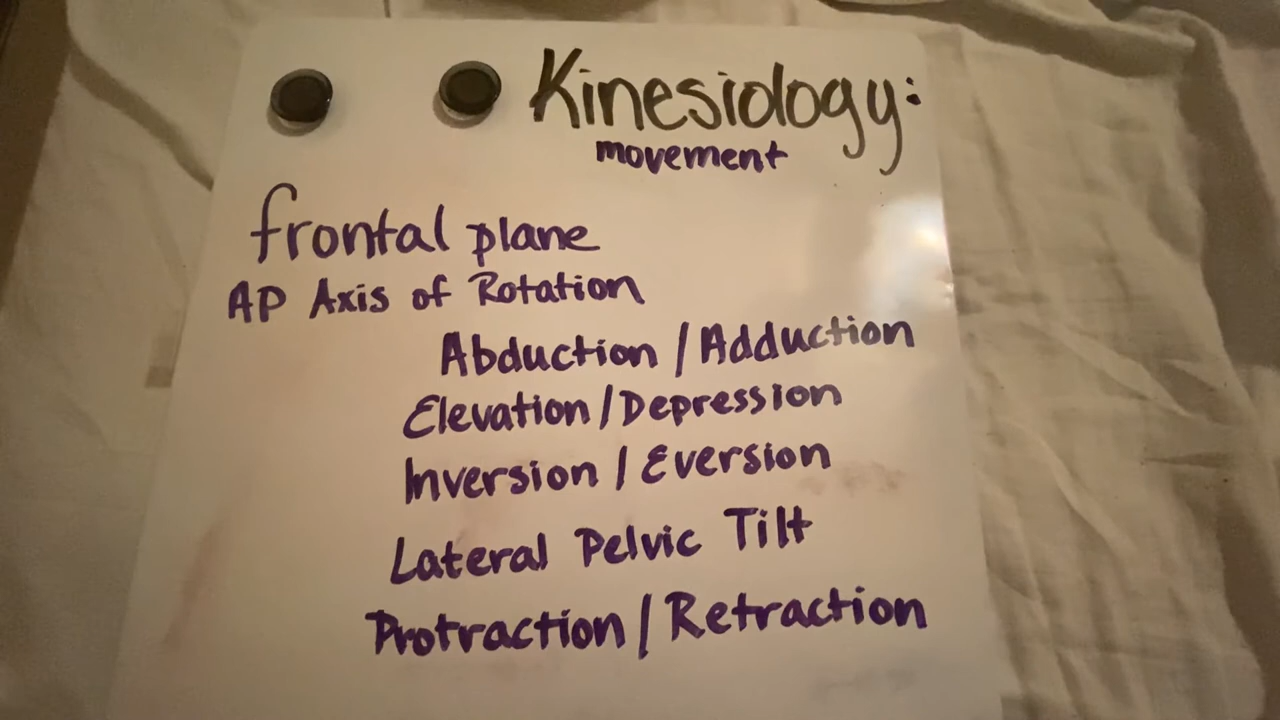 Kinesiology:
movement
frontal plane
AP Axis of Rotation
Abduction / Adduction
Elevation / Depression
Inversion / Eversion
Lateral Pelvic Tilt
Protraction / Retraction